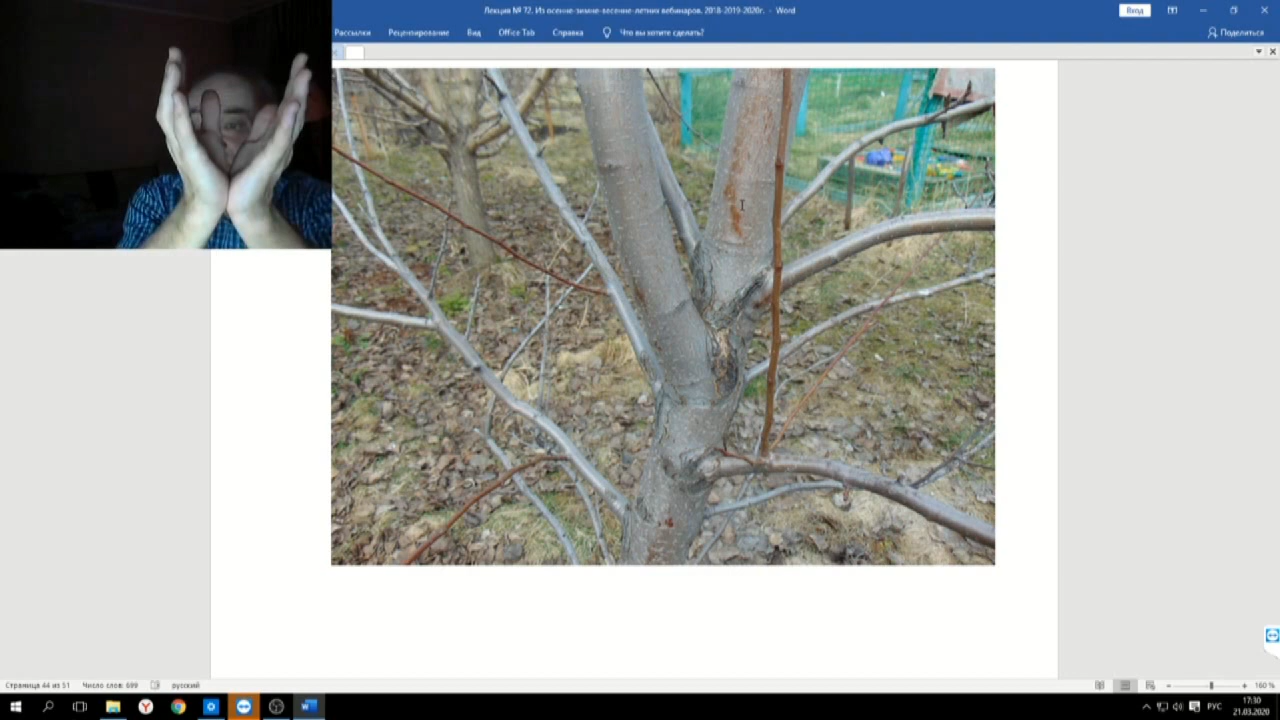 Лекция № 72. Из осенне-зимне-весенне-летних вебинаров. 2018-2019-2020г. - Word
Вход
Рассылки Рецензирование Вид Office Tab Справка Что вы хотите сделать? Поделиться
Страница 44 из 51 Число слов: 699 русский 160 %
РУС 17:30
21.03.2020